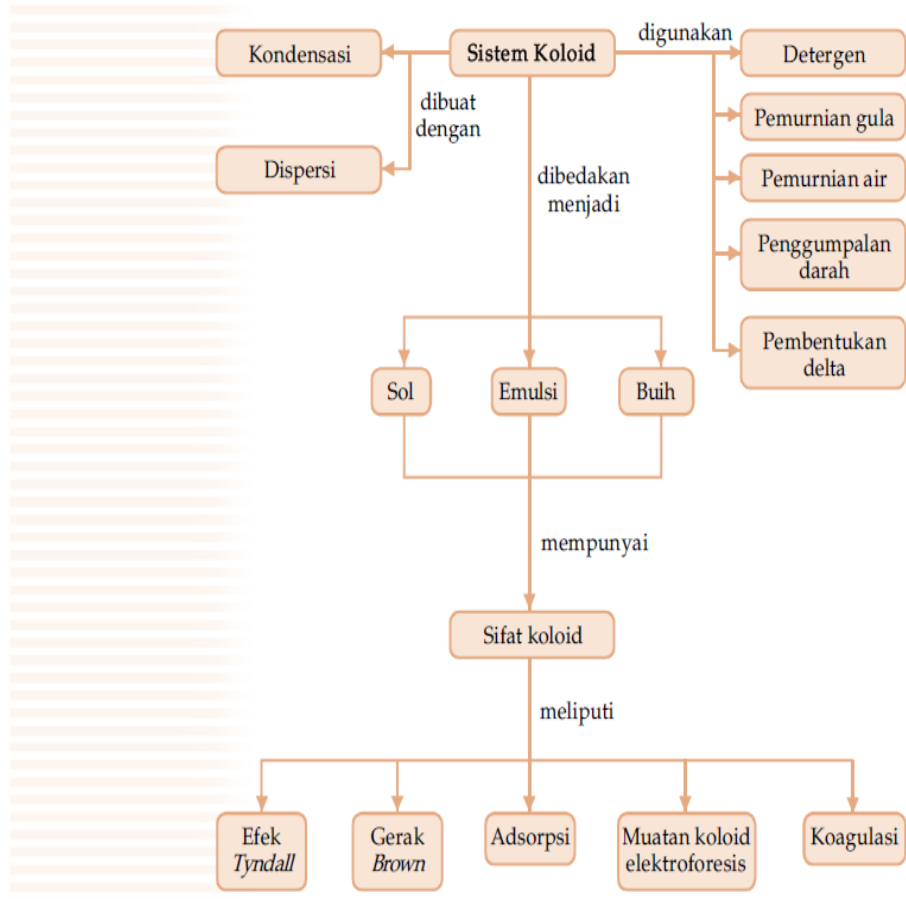 digunakan
Kondensasi
Sistem Koloid
Detergen
dibuat
dengan
Pemurnian gula
Dispersi
dibedakan
menjadi
Pemurnian air
Penggumpalan
darah
Pembentukan
delta
Sol
Emulsi
Buih
mempunyai
Sifat koloid
meliputi
Efek
Tyndall
Gerak
Brown
Adsorpsi
Muatan koloid
elektroforesis
Koagulasi